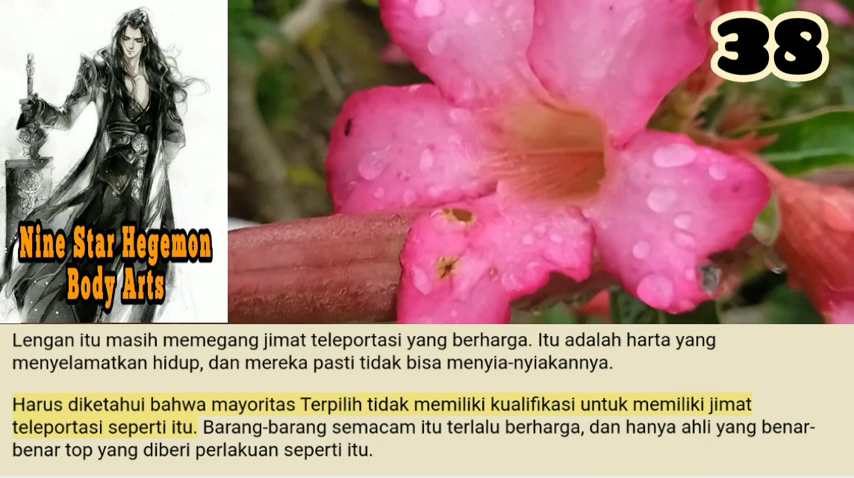 38
Nine Star Hegemon
Body Arts
Lengan itu masih memegang jimat teleportasi yang berharga. Itu adalah harta yang
menyelamatkan hidup, dan mereka pasti tidak bisa menyia-nyiakannya.
Harus diketahui bahwa mayoritas Terpilih tidak memiliki kualifikasi untuk memiliki jimat
teleportasi seperti itu. Barang-barang semacam itu terlalu berharga, dan hanya ahli yang benar-
benar top yang diberi perlakuan seperti itu.